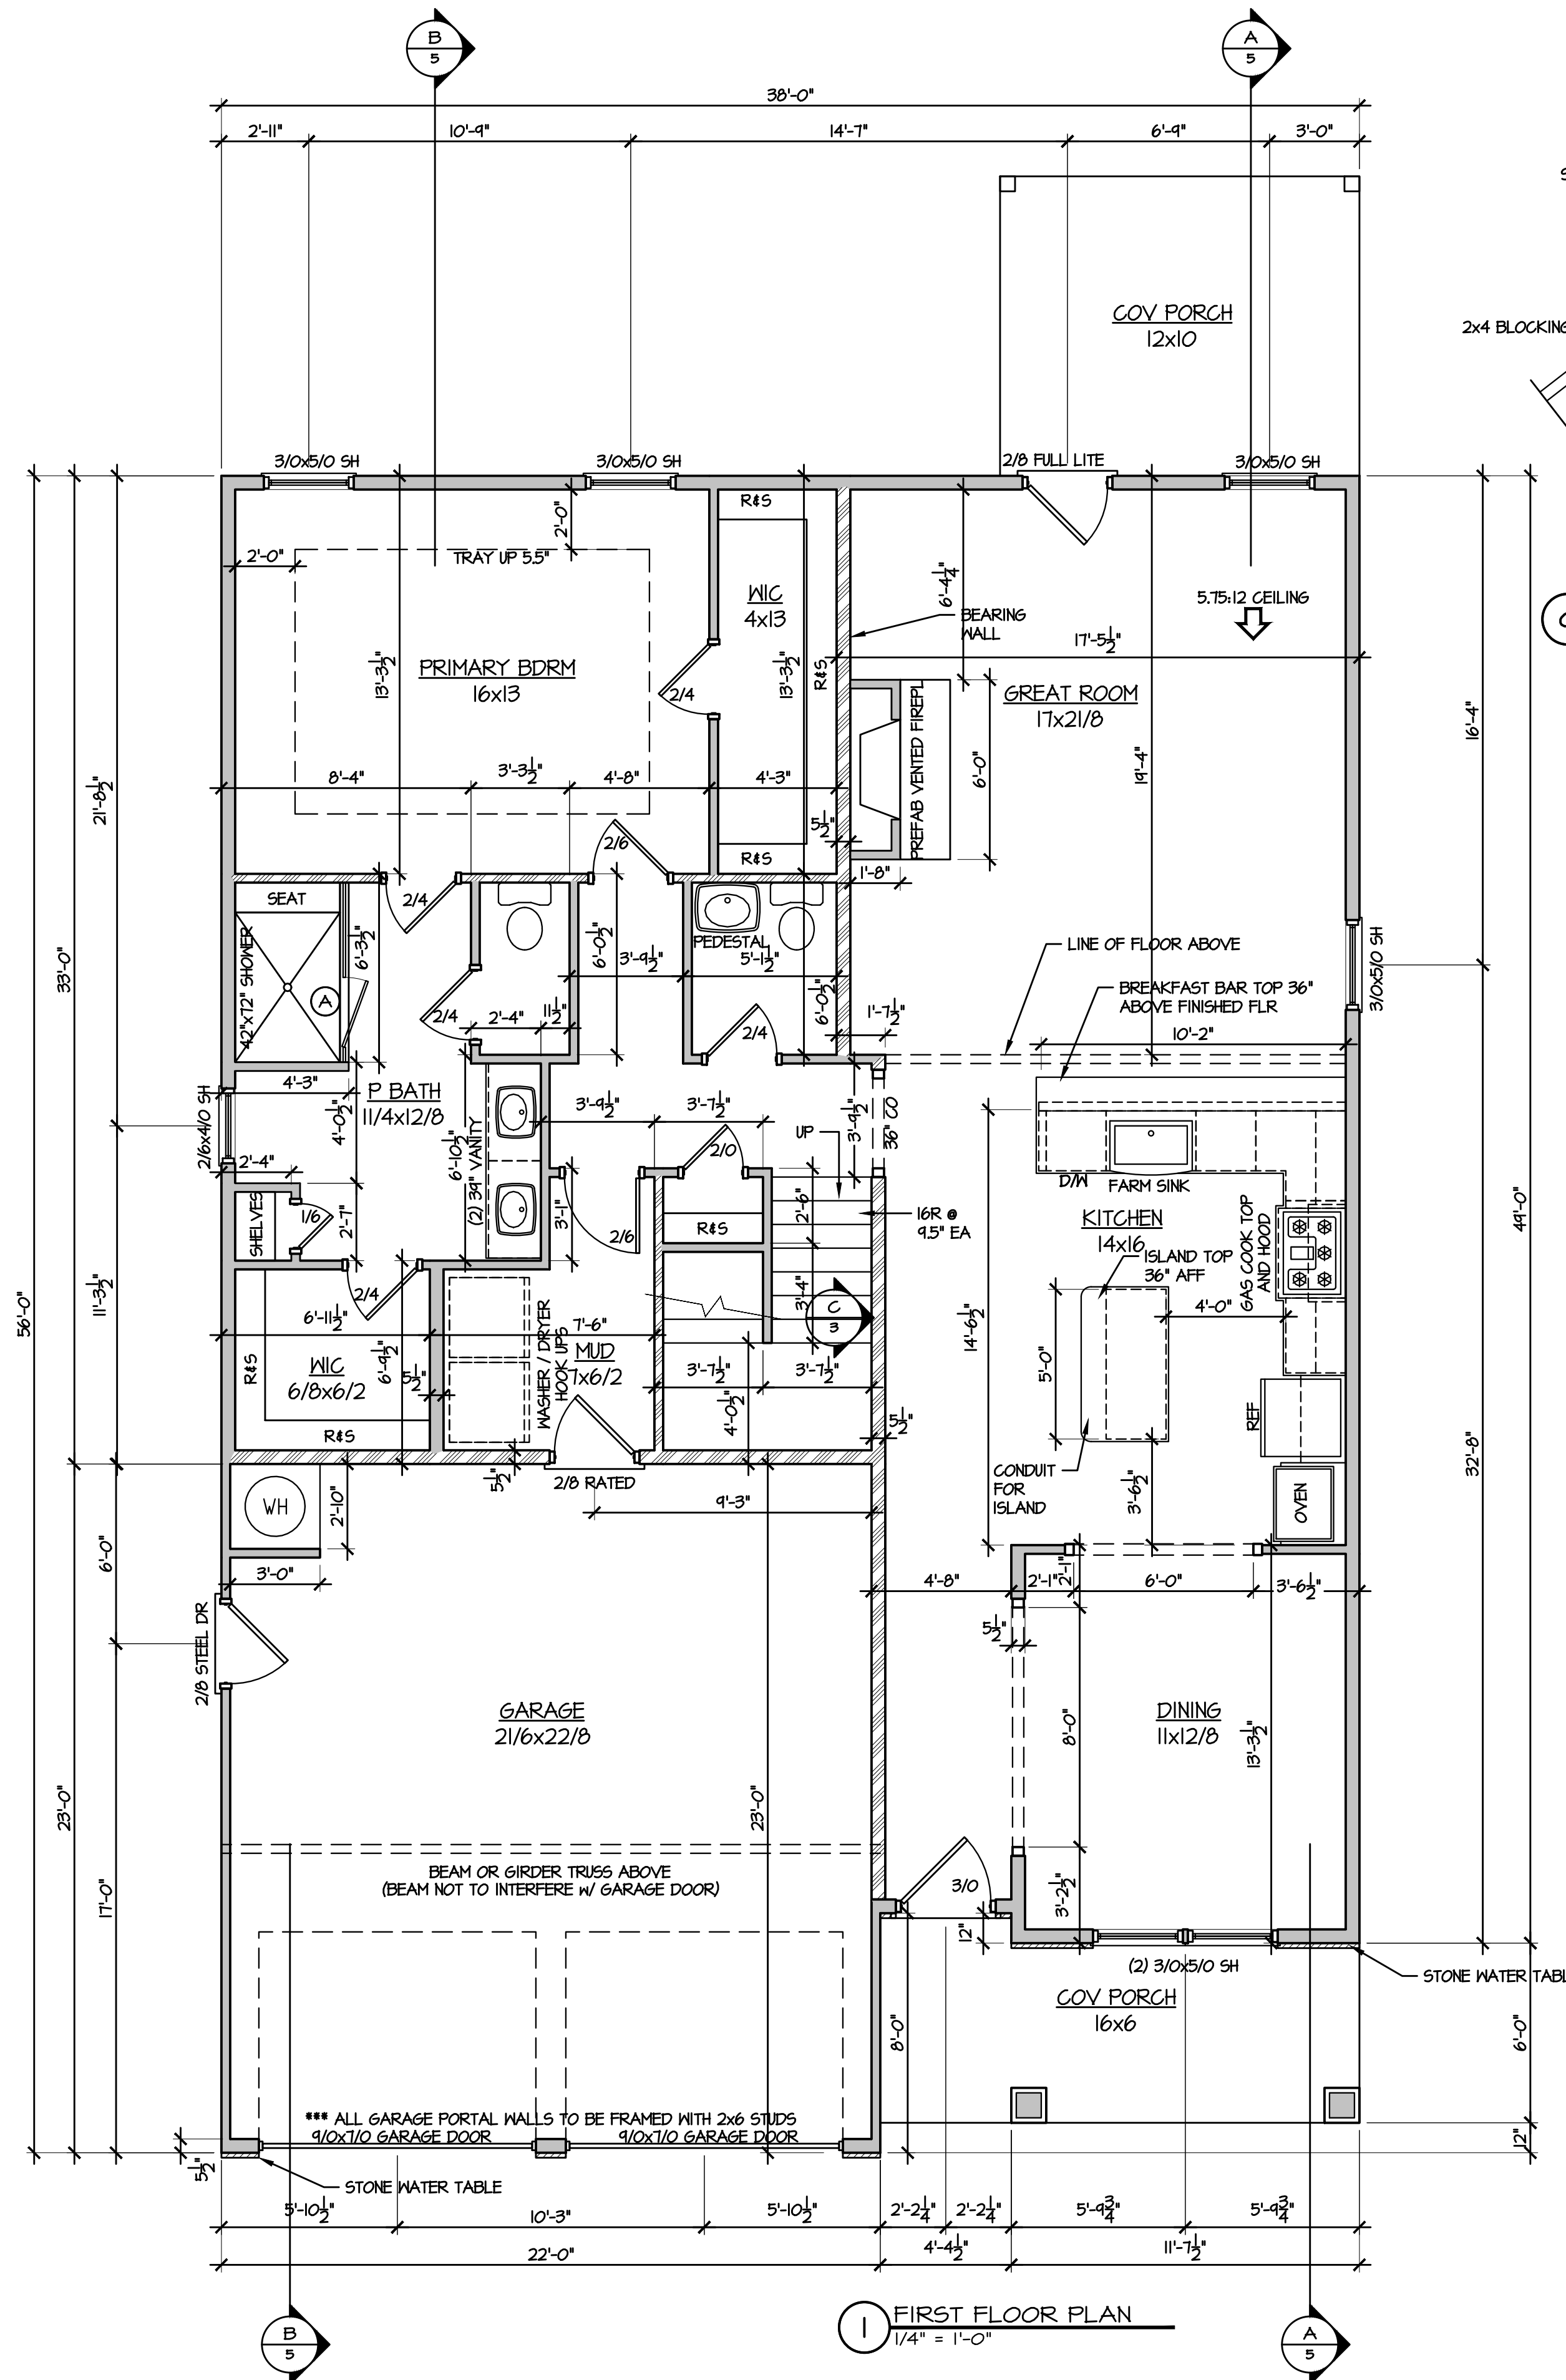 B
5
A
5
38'-0"
2'-11"
10'-9"
14'-7"
6'-9"
3'-0"
COV PORCH
12x10
2x4 BLOCKING
3/0x5/0 SH
3/0x5/0 SH
2/8 FULL LITE
3/0x5/0 SH
R&S
2'-0"
2'-0"
TRAY UP 5.5"
WIC
4x13
6'-4 1/4"
BEARING
WALL
5.75:12 CEILING
17'-5 1/2"
PRIMARY BDRM
16x13
13'-3 1/2"
13'-3 1/2"
R&S
2/4
GREAT ROOM
17x21/8
PREFAB VENTED FIREPL
6'-0"
19'-4"
16'-4"
21'-8 1/2"
8'-4"
3'-3 1/2"
4'-8"
4'-3"
5 1/2"
2/6
R&S
1'-8"
SEAT
2/4
42"x72" SHOWER
6'-3 1/2"
A
6'-0 1/2"
3'-9 1/2"
PEDESTAL
5'-1 1/2"
6'-0 1/2"
LINE OF FLOOR ABOVE
3/0x5/0 SH
33'-0"
BREAKFAST BAR TOP 36"
ABOVE FINISHED FLR
10'-2"
2/4
2'-4"
11 1/2"
2/4
1'-7 1/2"
4'-3"
P BATH
11/4x12/8
2/6x4/0 SH
4'-0 1/2"
6'-10 1/2"
(2) 39" VANITY
3'-9 1/2"
3'-7 1/2"
3'-9 1/2"
36" CO
UP
2/0
2'-4"
SHELVES
1/6
2'-7"
3'-1"
2/6
R&S
2'-6"
16R @
9.5" EA
D/W
FARM SINK
KITCHEN
14x16
ISLAND TOP
36" AFF
GAS COOK TOP
AND HOOD
49'-0"
56'-0"
11'-3 1/2"
2/4
6'-11 1/2"
7'-6"
3'-4"
C
3
14'-6 1/2"
4'-0"
5'-0"
R&S
WIC
6/8x6/2
6'-9 1/2"
5 1/2"
WASHER / DRYER
HOOK UPS
MUD
7x6/2
3'-7 1/2"
3'-7 1/2"
4'-0 1/2"
5 1/2"
REF
R&S
5 1/2"
2/8 RATED
CONDUIT
FOR
ISLAND
3'-6 1/2"
32'-8"
WH
2'-10"
9'-3"
OVEN
6'-0"
3'-0"
4'-8"
2'-1"
2'-1"
6'-0"
3'-6 1/2"
2/8 STEEL DR
5 1/2"
GARAGE
21/6x22/8
DINING
11x12/8
8'-0"
13'-3 1/2"
23'-0"
23'-0"
BEAM OR GIRDER TRUSS ABOVE
(BEAM NOT TO INTERFERE W/ GARAGE DOOR)
17'-0"
3/0
3'-2 1/2"
12"
(2) 3/0x5/0 SH
STONE WATER
COV PORCH
16x6
8'-0"
6'-0"
*** ALL GARAGE PORTAL WALLS TO BE FRAMED WITH 2x6 STUDS
9/0x7/0 GARAGE DOOR
9/0x7/0 GARAGE DOOR
12"
5 1/2"
STONE WATER TABLE
5'-10 1/2"
10'-3"
5'-10 1/2"
2'-2 1/4"
2'-2 1/4"
5'-9 3/4"
5'-9 3/4"
22'-0"
4'-4 1/2"
11'-7 1/2"
1
FIRST FLOOR PLAN
1/4" = 1'-0"
B
5
A
5